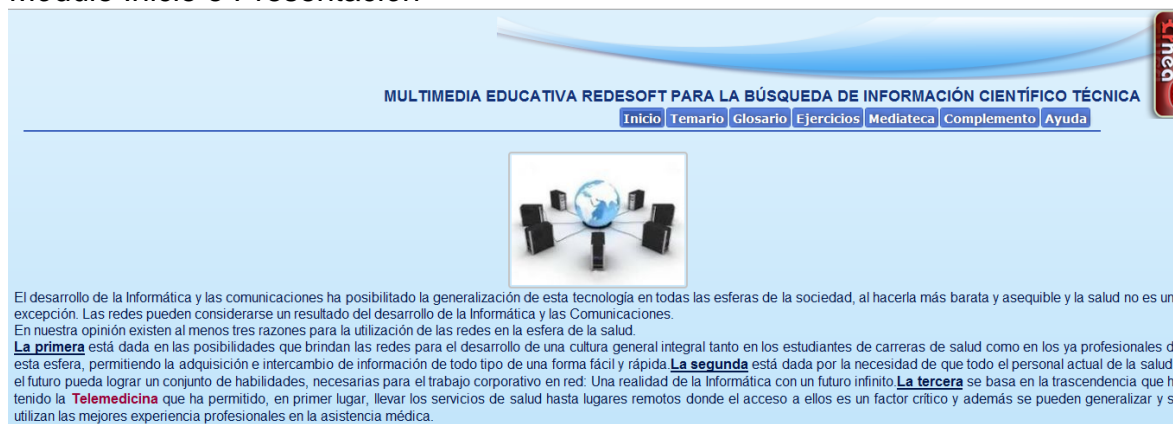 Módulo Inicio o Presentación
MULTIMEDIA EDUCATIVA REDESOFT PARA LA BÚSQUEDA DE INFORMACIÓN CIENTÍFICO TÉCNICA
Inicio Temario Glosario Ejercicios Mediateca Complemento Ayuda
El desarrollo de la Informática y las comunicaciones ha posibilitado la generalización de esta tecnología en todas las esferas de la sociedad, al hacerla más barata y asequible y la salud no es un
excepción. Las redes pueden considerarse un resultado del desarrollo de la Informática y las Comunicaciones.
En nuestra opinión existen al menos tres razones para la utilización de las redes en la esfera de la salud.
La primera está dada en las posibilidades que brindan las redes para el desarrollo de una cultura general integral tanto en los estudiantes de carreras de salud como en los ya profesionales d
esta esfera, permitiendo la adquisición e intercambio de información de todo tipo de una forma fácil y rápida.La segunda está dada por la necesidad de que todo el personal actual de la salud
el futuro pueda lograr un conjunto de habilidades, necesarias para el trabajo corporativo en red: Una realidad de la Informática con un futuro infinito.La tercera se basa en la trascendencia que h
tenido la Telemedicina que ha permitido, en primer lugar, llevar los servicios de salud hasta lugares remotos donde el acceso a ellos es un factor crítico y además se pueden generalizar y s
utilizan las mejores experiencia profesionales en la asistencia médica.